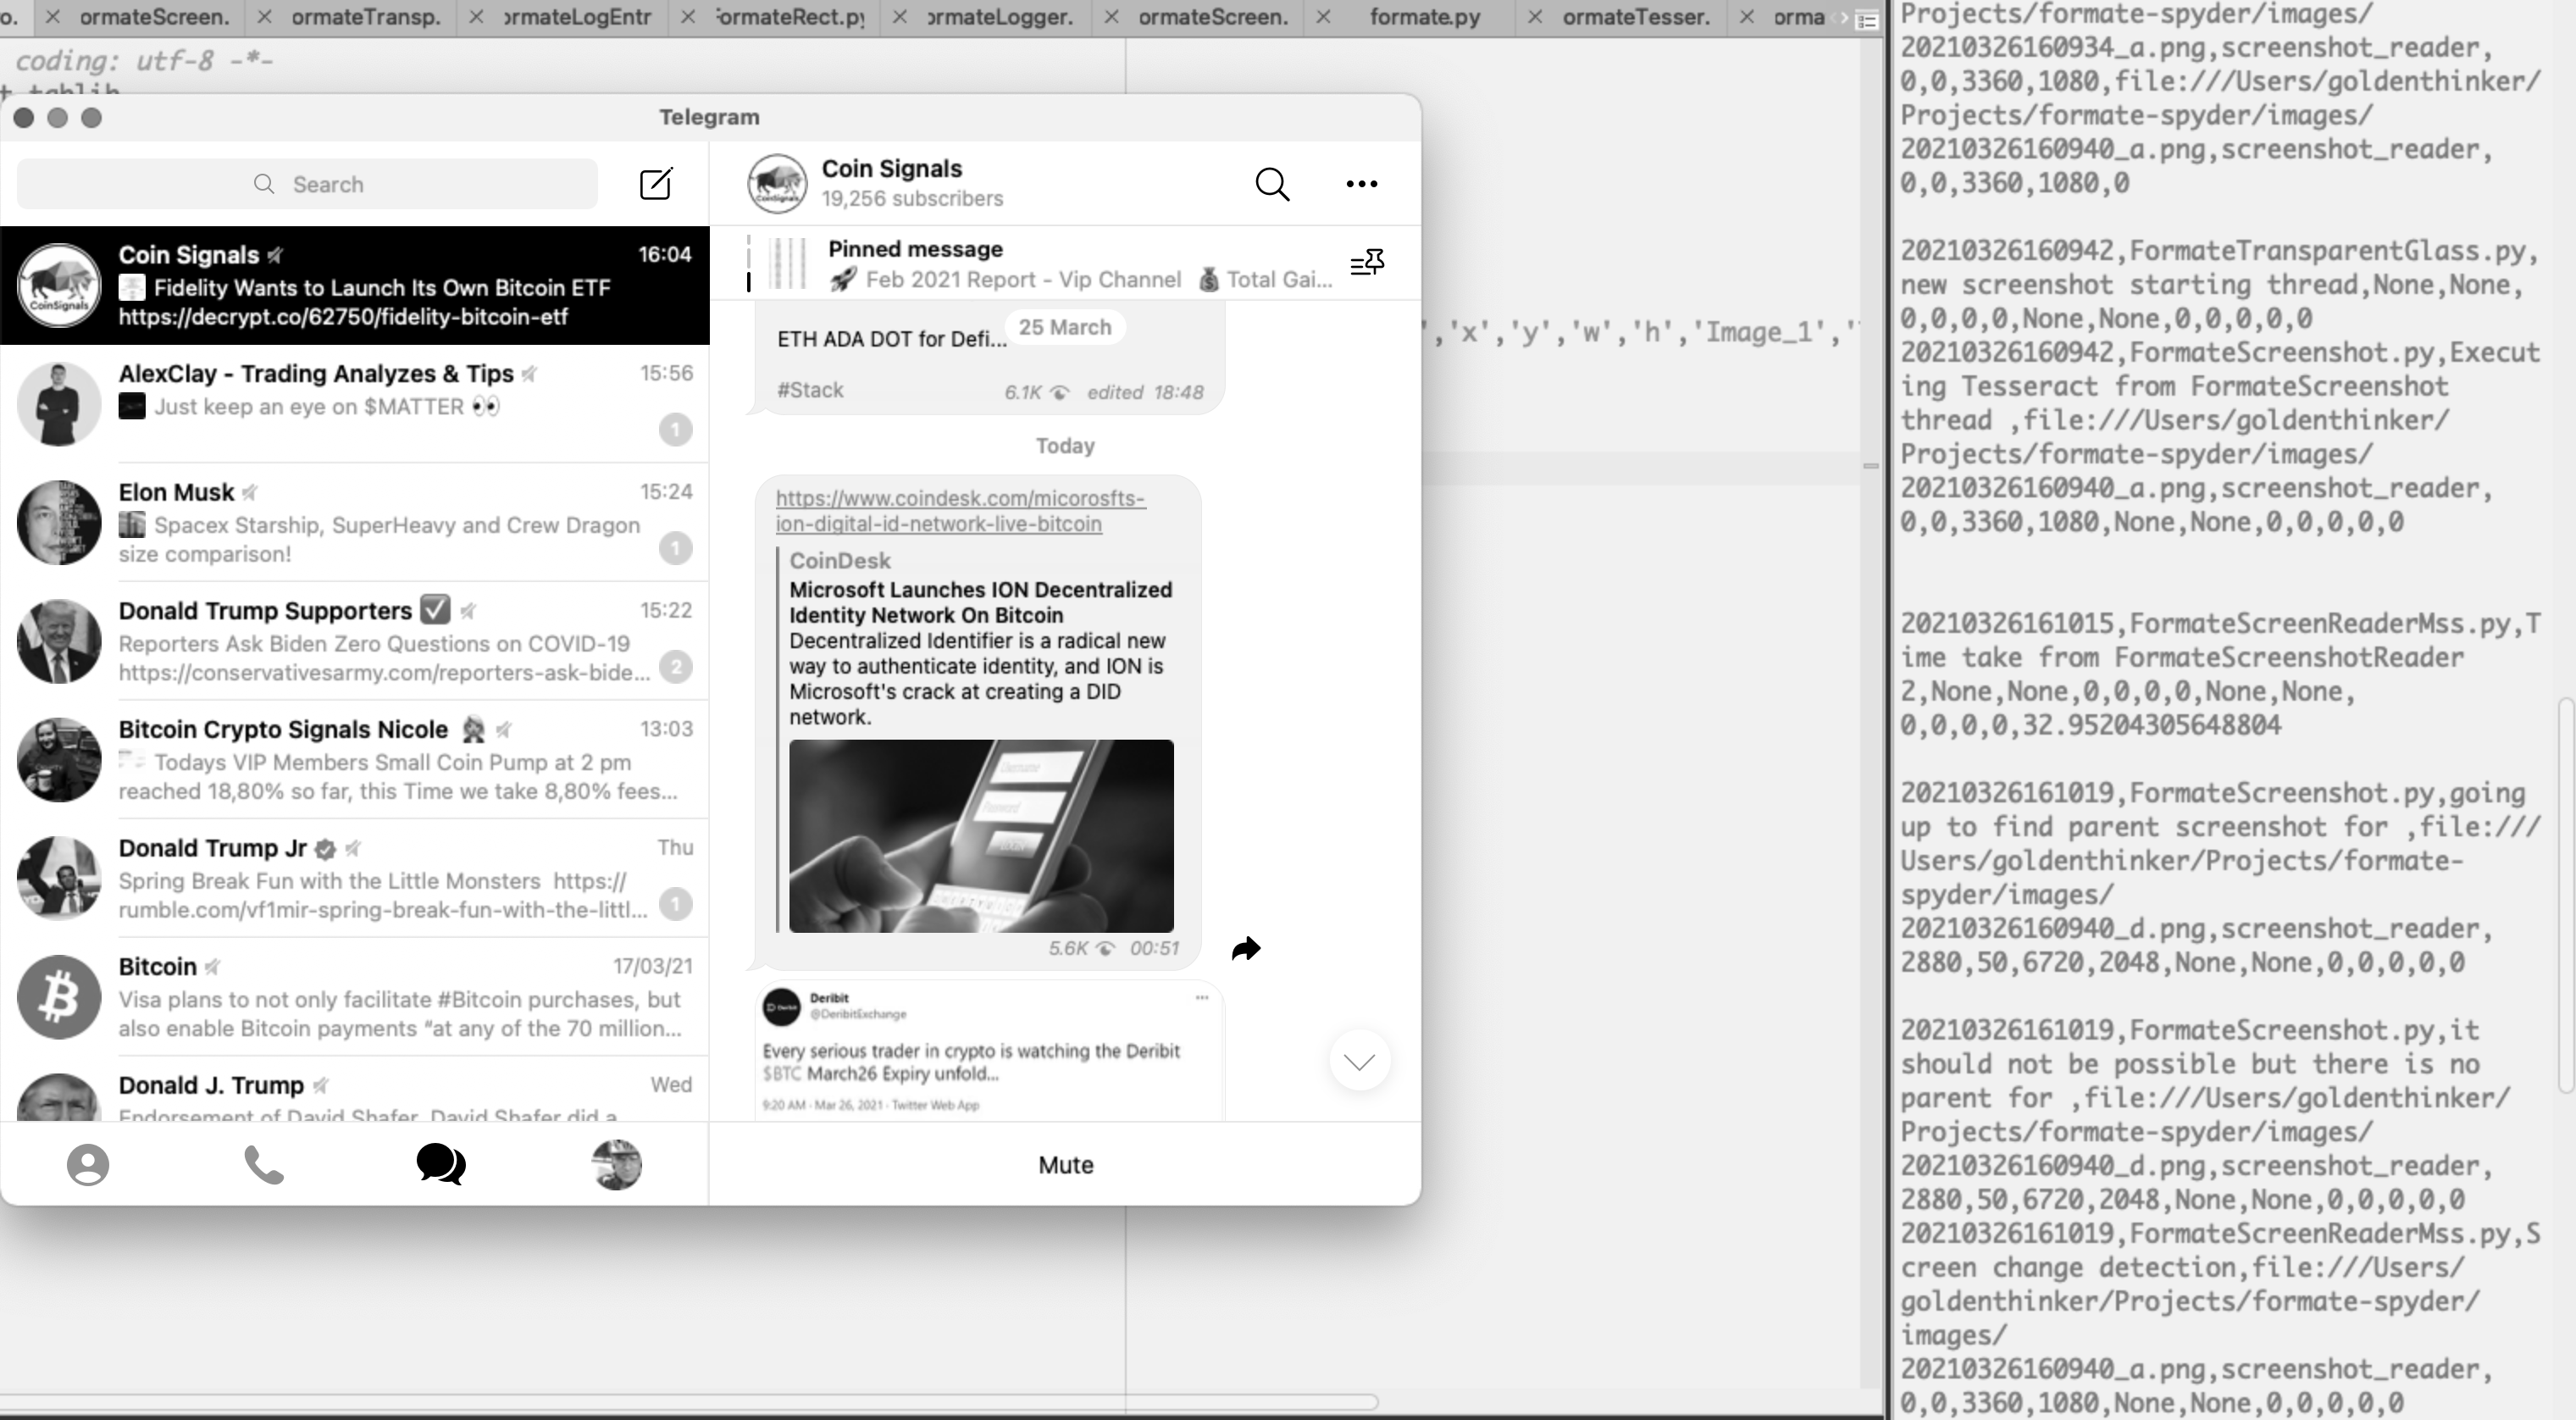 ormateScreen.
ormateTransp.
ormateLogEntr
ormateRect.py
ormateLogger.
ormateScreen.
formate.py
ormateTesser.
orma
coding: utf-8 -*-
Telegram
Search
Coin Signals 16:04
Fidelity Wants to Launch Its Own Bitcoin ETF
https://decrypt.co/62750/fidelity-bitcoin-etf
CoinSignals
AlexClay - Trading Analyzes & Tips 15:56
Just keep an eye on $MATTER 👀
1
Elon Musk 15:24
Spacex Starship, SuperHeavy and Crew Dragon
size comparison!
1
Donald Trump Supporters ☑ 15:22
Reporters Ask Biden Zero Questions on COVID-19
https://conservativesarmy.com/reporters-ask-bide...
2
Bitcoin Crypto Signals Nicole 13:03
Todays VIP Members Small Coin Pump at 2 pm
reached 18,80% so far, this Time we take 8,80% fees...
Donald Trump Jr Thu
Spring Break Fun with the Little Monsters https://
rumble.com/vf1mir-spring-break-fun-with-the-littl...
1
Bitcoin 17/03/21
Visa plans to not only facilitate #Bitcoin purchases, but
also enable Bitcoin payments “at any of the 70 million...
Donald J. Trump Wed
Endorsement of David Shafer David Shafer did a
Coin Signals
19,256 subscribers
Pinned message
🚀 Feb 2021 Report - Vip Channel 💰 Total Gai...
25 March
ETH ADA DOT for Defi...
#Stack 6.1K edited 18:48
Today
https://www.coindesk.com/micorosfts-
ion-digital-id-network-live-bitcoin
CoinDesk
Microsoft Launches ION Decentralized
Identity Network On Bitcoin
Decentralized Identifier is a radical new
way to authenticate identity, and ION is
Microsoft's crack at creating a DID
network.
LOGIN
5.6K 00:51
Deribit
@DeribitExchange
Every serious trader in crypto is watching the Deribit
$BTC March26 Expiry unfold...
9:20 AM · Mar 26, 2021 · Twitter Web App
Mute
,'x','y','w','h','Image_1','
Projects/formate-spyder/images/
20210326160934_a.png,screenshot_reader,
0,0,3360,1080,file:///Users/goldenthinker/
Projects/formate-spyder/images/
20210326160940_a.png,screenshot_reader,
0,0,3360,1080,0
20210326160942,FormateTransparentGlass.py,
new screenshot starting thread,None,None,
0,0,0,0,None,None,0,0,0,0,0
20210326160942,FormateScreenshot.py,Execut
ing Tesseract from FormateScreenshot
thread ,file:///Users/goldenthinker/
Projects/formate-spyder/images/
20210326160940_a.png,screenshot_reader,
0,0,3360,1080,None,None,0,0,0,0,0
20210326161015,FormateScreenReaderMss.py,T
ime take from FormateScreenshotReader
2,None,None,0,0,0,0,None,None,
0,0,0,0,32.95204305648804
20210326161019,FormateScreenshot.py,going
up to find parent screenshot for ,file:///
Users/goldenthinker/Projects/formate-
spyder/images/
20210326160940_d.png,screenshot_reader,
2880,50,6720,2048,None,None,0,0,0,0,0
20210326161019,FormateScreenshot.py,it
should not be possible but there is no
parent for ,file:///Users/goldenthinker/
Projects/formate-spyder/images/
20210326160940_d.png,screenshot_reader,
2880,50,6720,2048,None,None,0,0,0,0,0
20210326161019,FormateScreenReaderMss.py,S
creen change detection,file:///Users/
goldenthinker/Projects/formate-spyder/
images/
20210326160940_a.png,screenshot_reader,
0,0,3360,1080,None,None,0,0,0,0,0